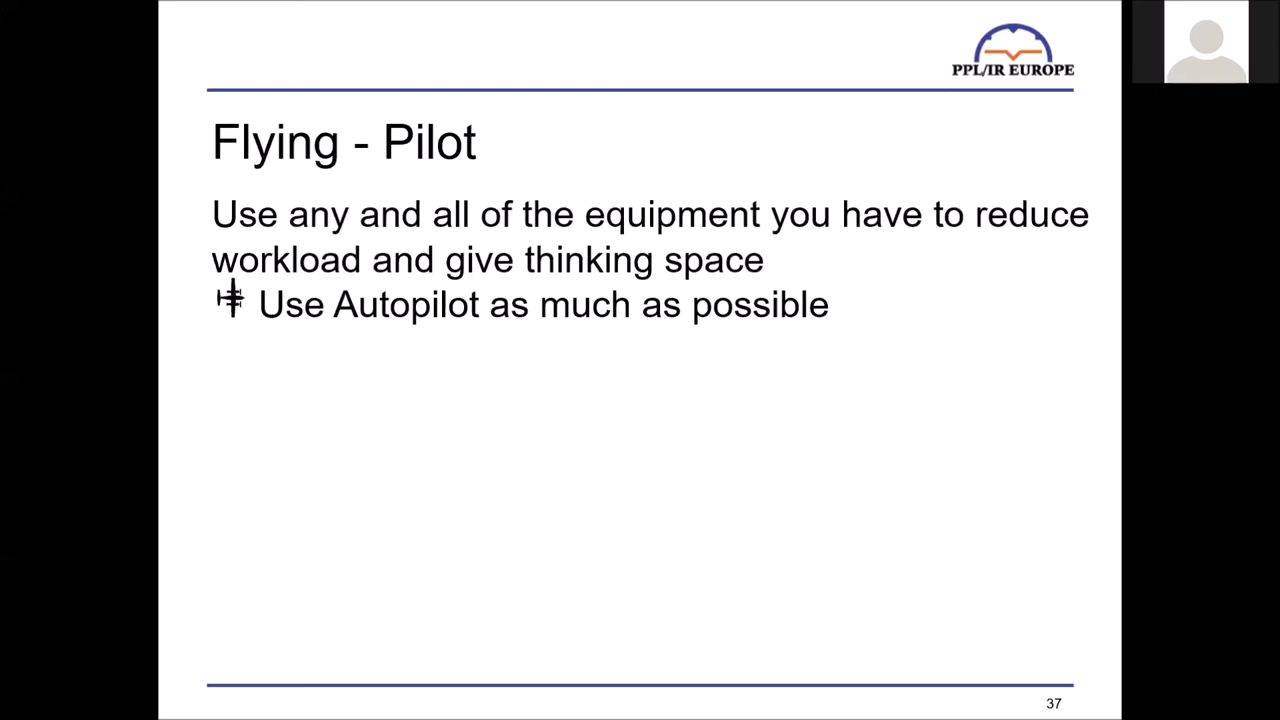 PPL/IR EUROPE
Flying - Pilot
Use any and all of the equipment you have to reduce
workload and give thinking space
Use Autopilot as much as possible
37